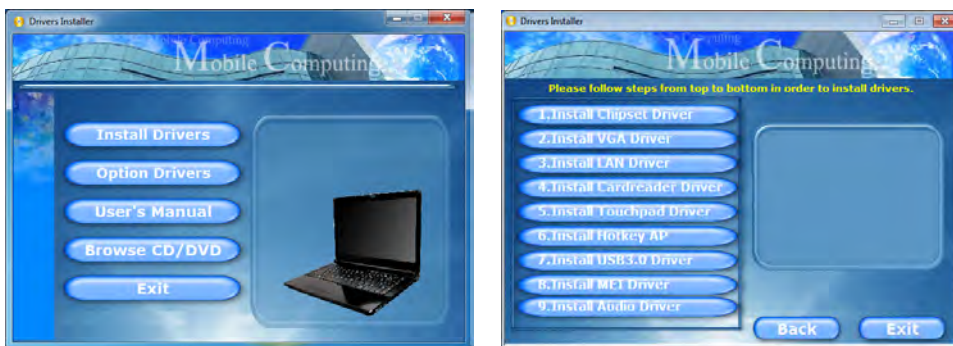 Drivers Installer
Mobile Computing
Mobile Computing
Install Drivers
Option Drivers
User's Manual
Browse CD/DVD
Exit
Drivers Installer
Computing
Mobile Computing
Please follow steps from top to bottom in order to install drivers.
1.Install Chipset Driver
2.Install VGA Driver
3.Install LAN Driver
4.Install Cardreader Driver
5.Install Touchpad Driver
6.Install Hotkey AP
7.Install USB3.0 Driver
8.Install MEI Driver
9.Install Audio Driver
Back
Exit